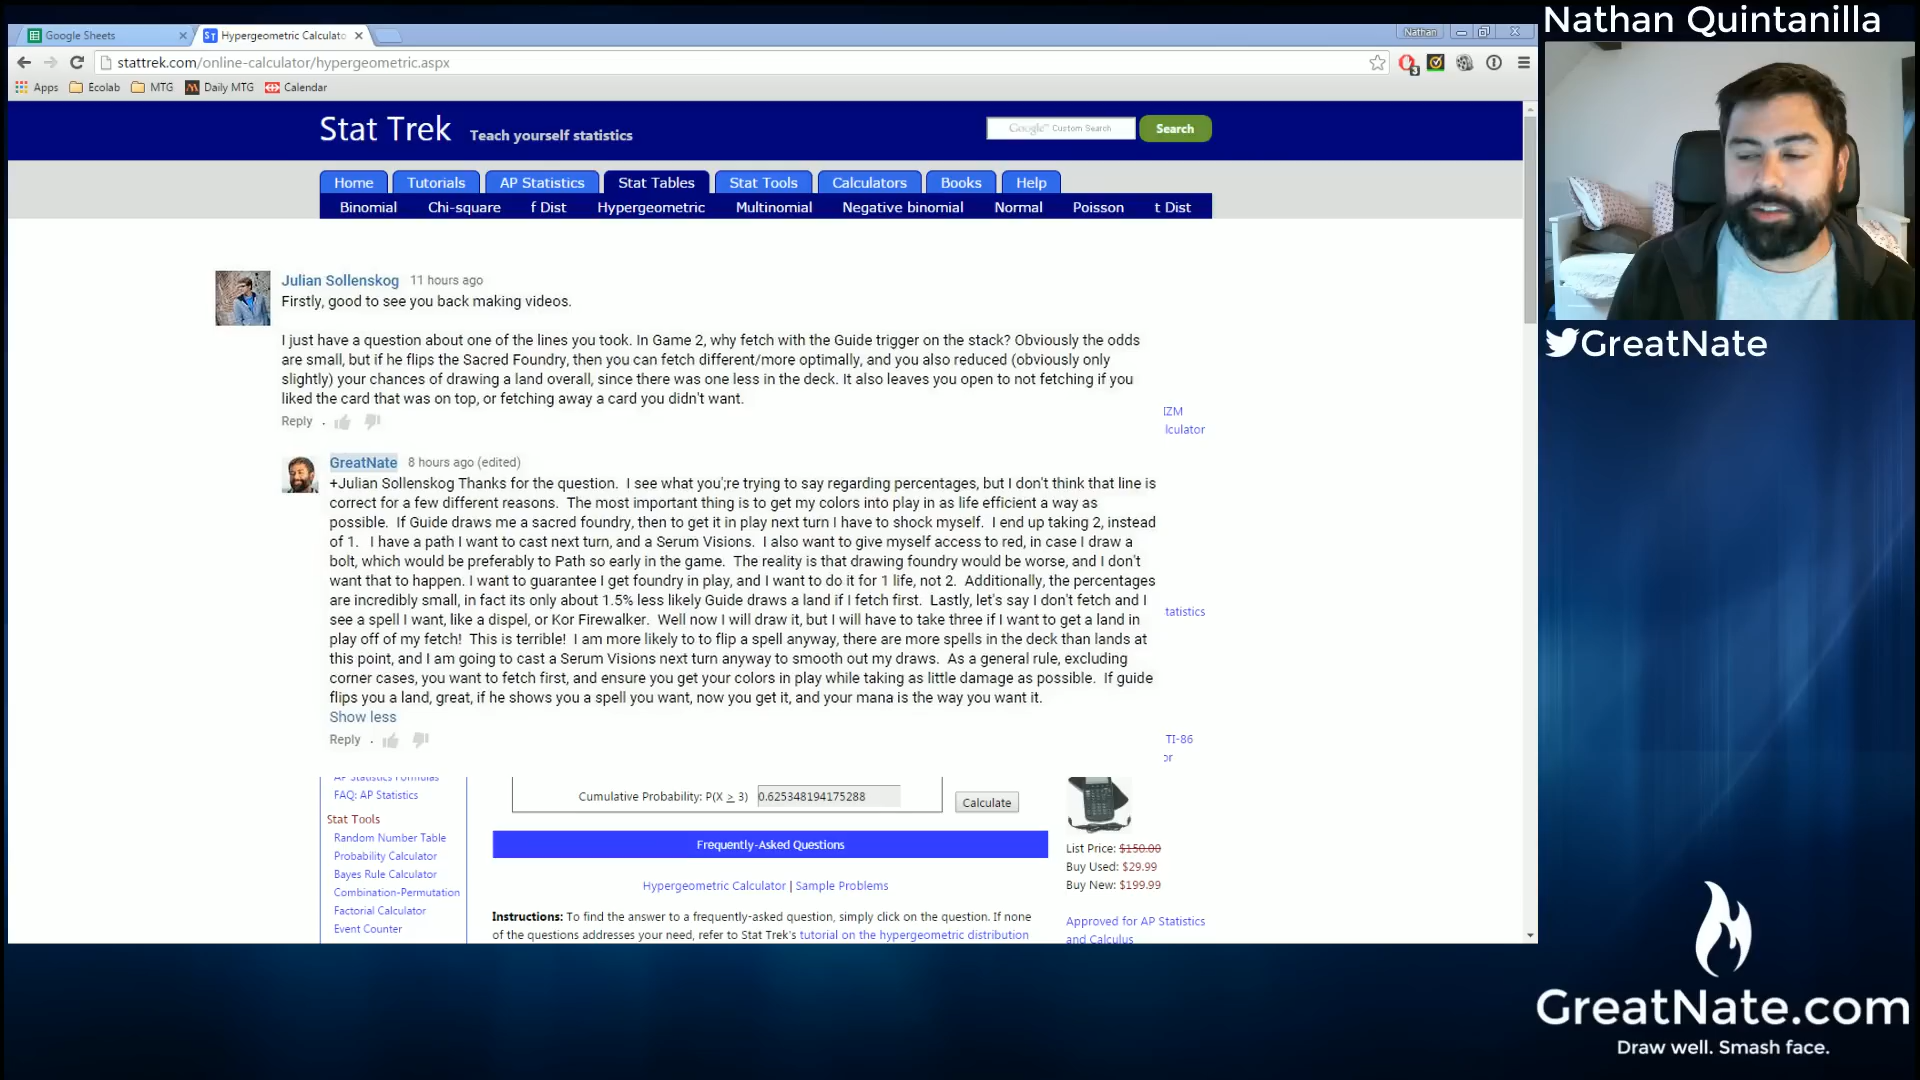 Nathan Quintanilla
Google Sheets
Hypergeometric Calculato
Nathan
stattrek.com/online-calculator/hypergeometric.aspx
Apps Ecolab MTG Daily MTG Calendar
Stat Trek Teach yourself statistics
Google™ Custom Search
Search
Home Tutorials AP Statistics Stat Tables Stat Tools Calculators Books Help
Binomial Chi-square f Dist Hypergeometric Multinomial Negative binomial Normal Poisson t Dist
GreatNate
Julian Sollenskog 11 hours ago
Firstly, good to see you back making videos.
I just have a question about one of the lines you took. In Game 2, why fetch with the Guide trigger on the stack? Obviously the odds
are small, but if he flips the Sacred Foundry, then you can fetch different/more optimally, and you also reduced (obviously only
slightly) your chances of drawing a land overall, since there was one less in the deck. It also leaves you open to not fetching if you
liked the card that was on top, or fetching away a card you didn't want.
Reply .
IZM
lculator
GreatNate 8 hours ago (edited)
+Julian Sollenskog Thanks for the question. I see what you';re trying to say regarding percentages, but I don't think that line is
correct for a few different reasons. The most important thing is to get my colors into play in as life efficient a way as
possible. If Guide draws me a sacred foundry, then to get it in play next turn I have to shock myself. I end up taking 2, instead
of 1. I have a path I want to cast next turn, and a Serum Visions. I also want to give myself access to red, in case I draw a
bolt, which would be preferably to Path so early in the game. The reality is that drawing foundry would be worse, and I don't
want that to happen. I want to guarantee I get foundry in play, and I want to do it for 1 life, not 2. Additionally, the percentages
are incredibly small, in fact its only about 1.5% less likely Guide draws a land if I fetch first. Lastly, let's say I don't fetch and I
see a spell I want, like a dispel, or Kor Firewalker. Well now I will draw it, but I will have to take three if I want to get a land in
play off of my fetch! This is terrible! I am more likely to to flip a spell anyway, there are more spells in the deck than lands at
this point, and I am going to cast a Serum Visions next turn anyway to smooth out my draws. As a general rule, excluding
corner cases, you want to fetch first, and ensure you get your colors in play while taking as little damage as possible. If guide
flips you a land, great, if he shows you a spell you want, now you get it, and your mana is the way you want it.
Show less
Reply .
tatistics
TI-86
or
AP Statistics Formulas
FAQ: AP Statistics
Stat Tools
Random Number Table
Probability Calculator
Bayes Rule Calculator
Combination-Permutation
Factorial Calculator
Event Counter
Cumulative Probability: P(X ≥ 3) 0.625348194175288
Calculate
Frequently-Asked Questions
Hypergeometric Calculator | Sample Problems
Instructions: To find the answer to a frequently-asked question, simply click on the question. If none
of the questions addresses your need, refer to Stat Trek's tutorial on the hypergeometric distribution
List Price: $150.00
Buy Used: $29.99
Buy New: $199.99
Approved for AP Statistics
and Calculus
GreatNate.com
Draw well. Smash face.